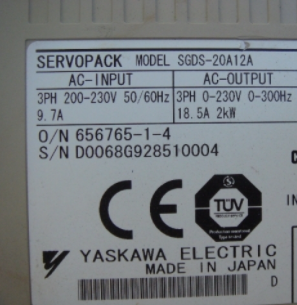 SERVOPACK MODEL SGDS-20A12A
AC-INPUT AC-OUTPUT
3PH 200-230V 50/60Hz 3PH 0-230V 0-300Hz
9.7A 18.5A 2kW
O/N 656765-1-4
S/N D0068G928510004
CE
TÜV
YASKAWA ELECTRIC
MADE IN JAPAN
D